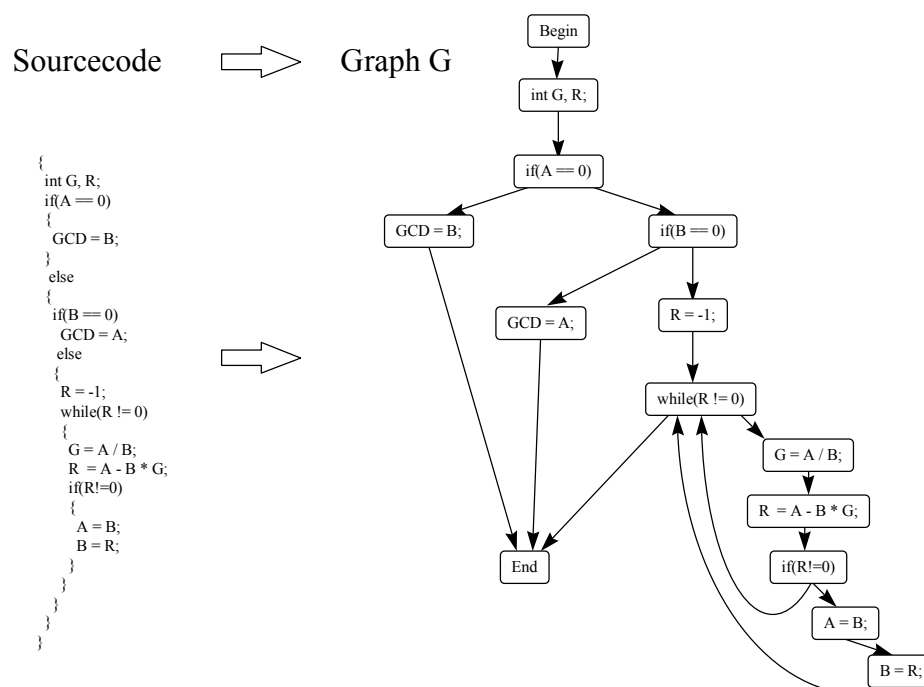 Sourcecode
Graph G
{
int G, R;
if(A == 0)
{
GCD = B;
}
else
{
if(B == 0)
GCD = A;
else
{
R = -1;
while(R != 0)
{
G = A / B;
R = A - B * G;
if(R!=0)
{
A = B;
B = R;
}
}
}
}
}
Begin
int G, R;
if(A == 0)
GCD = B;
if(B == 0)
GCD = A;
R = -1;
while(R != 0)
G = A / B;
R = A - B * G;
End
if(R!=0)
A = B;
B = R;